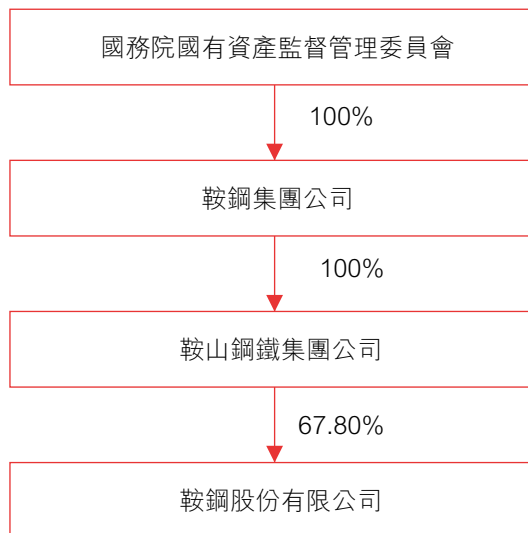 國務院國有資產監督管理委員會
100%
鞍鋼集團公司
100%
鞍山鋼鐵集團公司
67.80%
鞍鋼股份有限公司